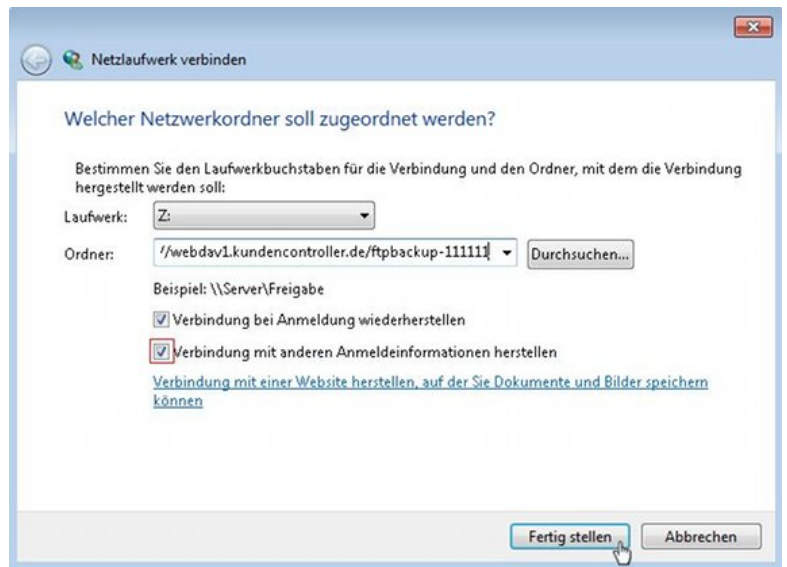 Netzlaufwerk verbinden
Welcher Netzwerkordner soll zugeordnet werden?
Bestimmen Sie den Laufwerkbuchstaben für die Verbindung und den Ordner, mit dem die Verbindung
hergestellt werden soll:
Laufwerk: Z:
Ordner: //webdav1.kundencontroller.de/ftpbackup-111111 Durchsuchen...
Beispiel: \\Server\Freigabe
Verbindung bei Anmeldung wiederherstellen
Verbindung mit anderen Anmeldeinformationen herstellen
Verbindung mit einer Website herstellen, auf der Sie Dokumente und Bilder speichern
können
Fertig stellen Abbrechen